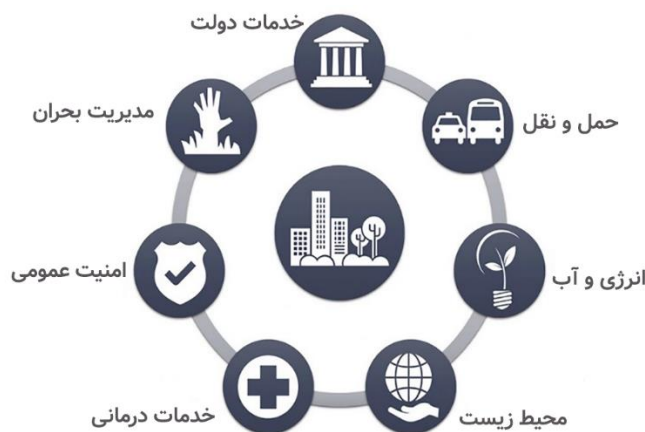 خدمات دولت
حمل و نقل
انرژی و آب
محیط زیست
خدمات درمانی
امنیت عمومی
مدیریت بحران